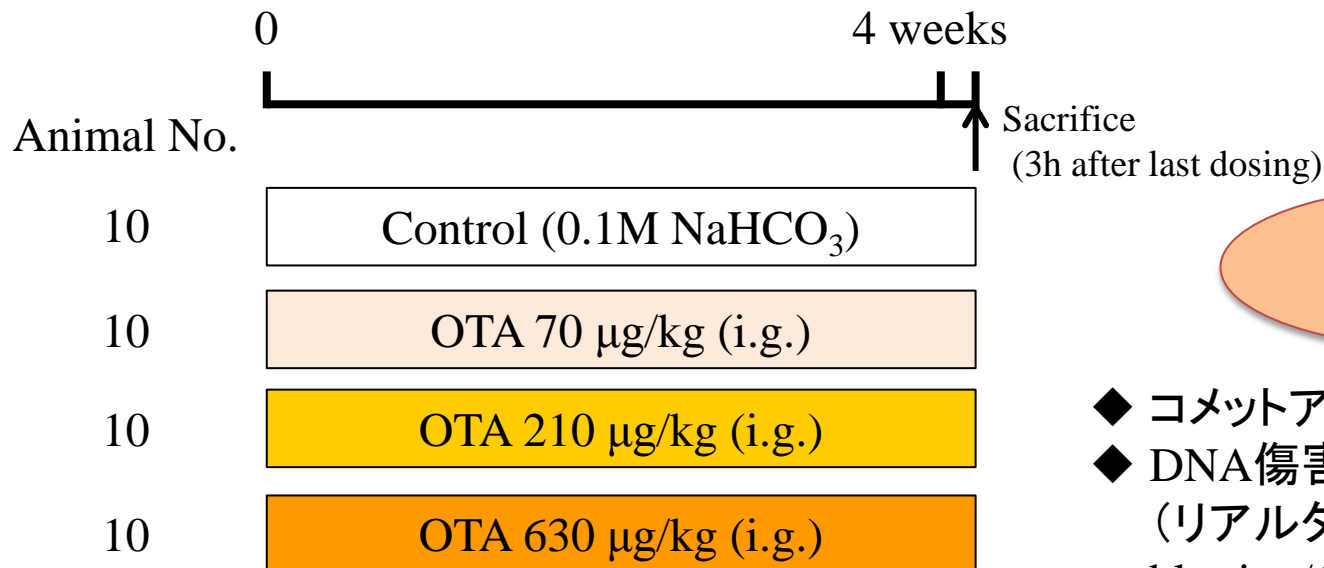 0
4 weeks
Animal No.
Sacrifice
(3h after last dosing)
10
Control (0.1M NaHCO₃)
10
OTA 70 μg/kg (i.g.)
10
OTA 210 μg/kg (i.g.)
10
OTA 630 μg/kg (i.g.)
◆ コメットア
◆ DNA傷害
（リアルタ